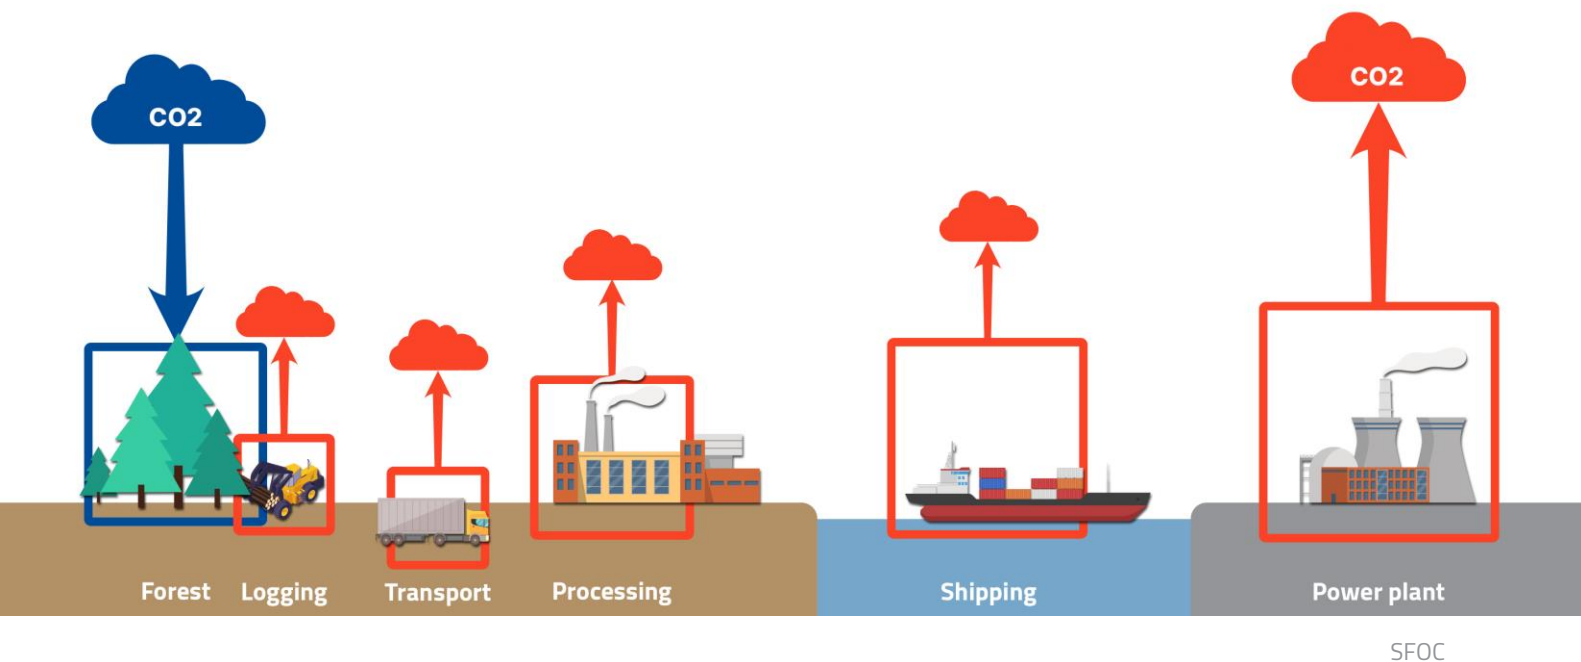 CO2
CO2
Forest
Logging
Transport
Processing
Shipping
Power plant
SFOC